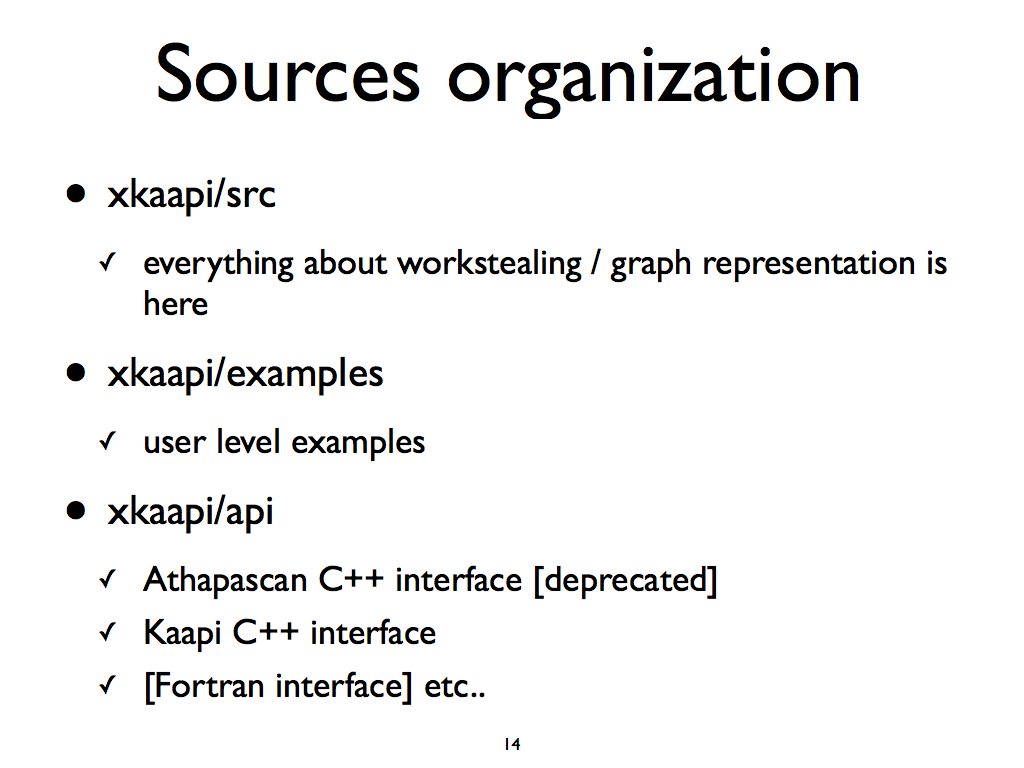 Sources organization
• xkaapi/src
✓ everything about workstealing / graph representation is
here
• xkaapi/examples
✓ user level examples
• xkaapi/api
✓ Athapascan C++ interface [deprecated]
✓ Kaapi C++ interface
✓ [Fortran interface] etc..
14